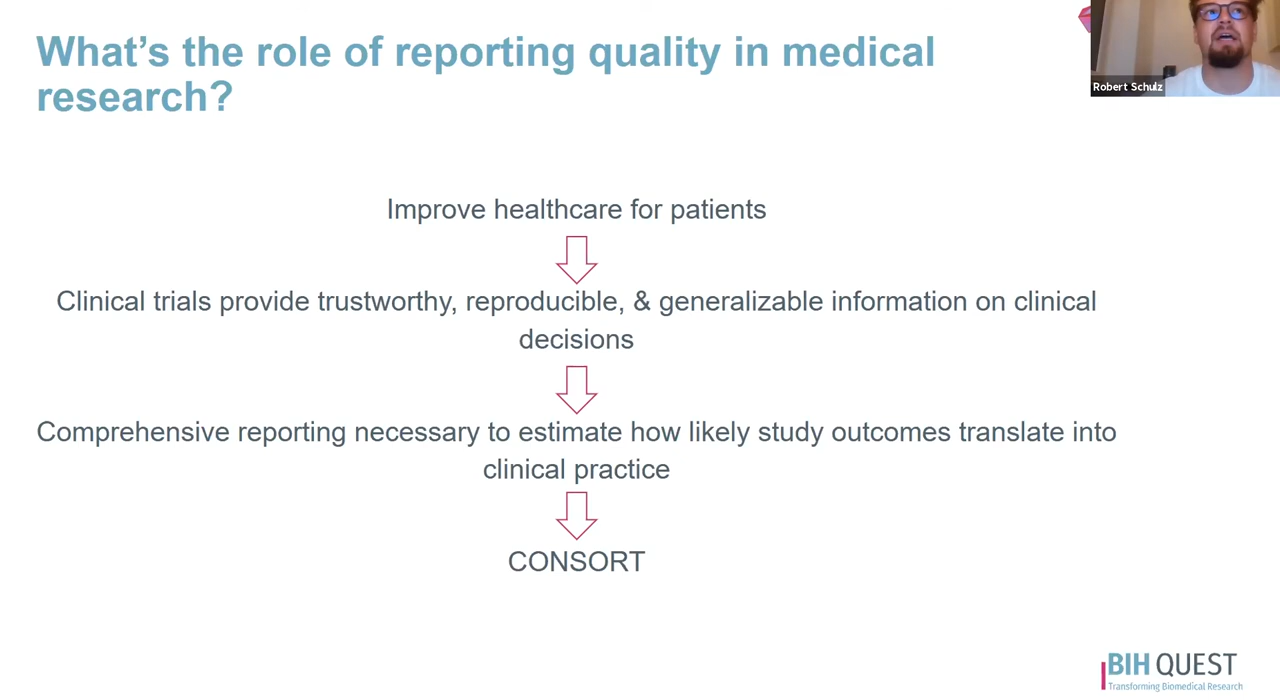 What's the role of reporting quality in medical
research?
Robert Schulz
Improve healthcare for patients
Clinical trials provide trustworthy, reproducible, & generalizable information on clinical
decisions
Comprehensive reporting necessary to estimate how likely study outcomes translate into
clinical practice
CONSORT
BIH QUEST
Transforming Biomedical Research